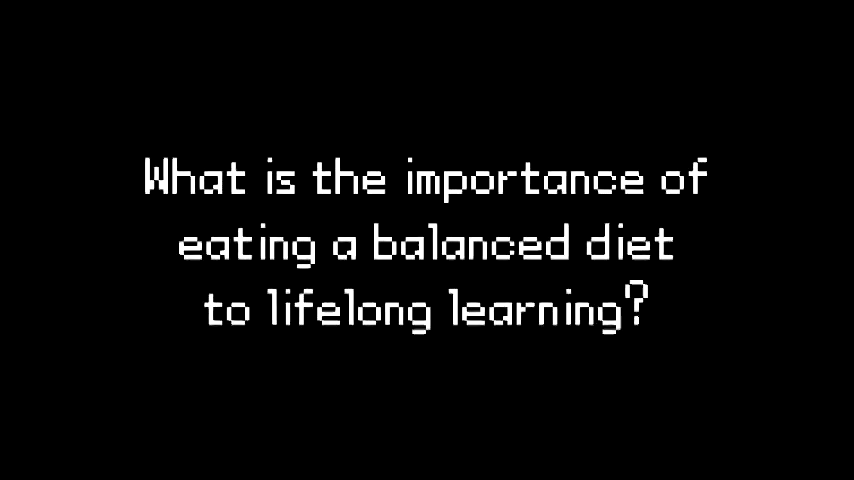 What is the importance of
eating a balanced diet
to lifelong learning?